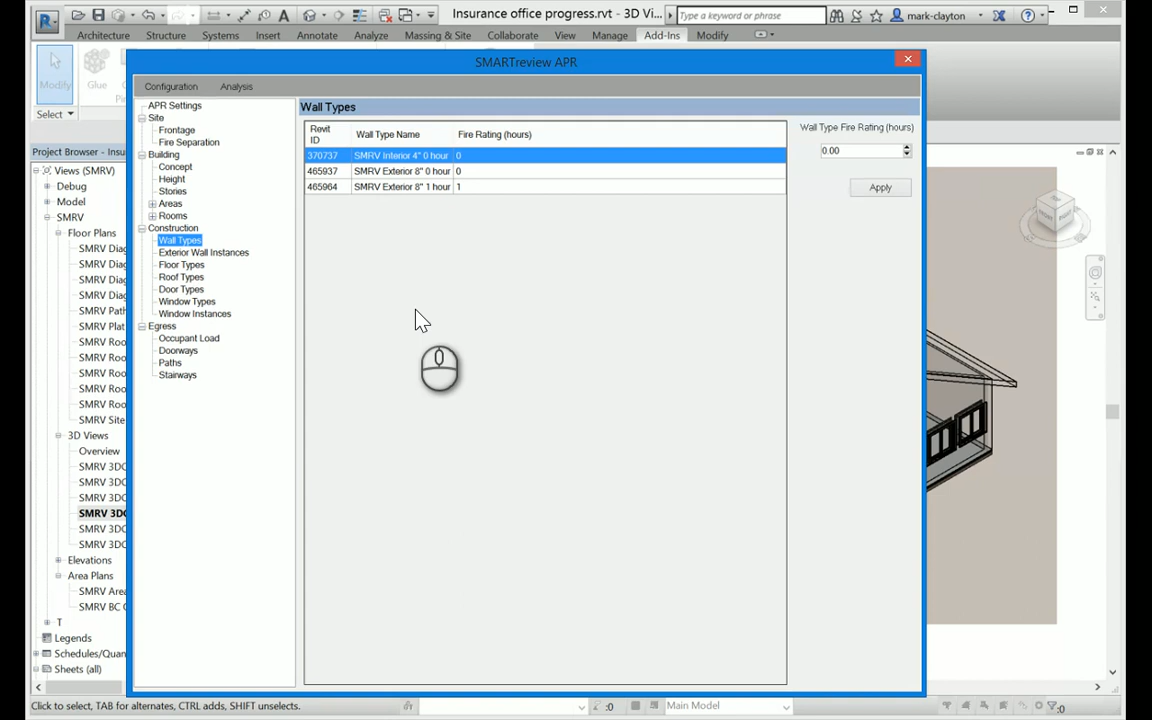 Insurance office progress.rvt - 3D Vi...
Type a keyword or phrase
mark-clayton
Architecture Structure Systems Insert Annotate Analyze Massing & Site Collaborate View Manage Add-Ins Modify
Modify
Glue
Select
SMARTreview APR
Configuration Analysis
APR Settings
Site
Frontage
Fire Separation
Building
Concept
Height
Stories
Areas
Rooms
Construction
Wall Types
Exterior Wall Instances
Floor Types
Roof Types
Door Types
Window Types
Window Instances
Egress
Occupant Load
Doorways
Paths
Stairways
Wall Types
Revit ID Wall Type Name Fire Rating (hours)
370737 SMRV Interior 4" 0 hour 0
465937 SMRV Exterior 8" 0 hour 0
465964 SMRV Exterior 8" 1 hour 1
Wall Type Fire Rating (hours)
0.00
Apply
Project Browser - Insu
Views (SMRV)
Debug
Model
SMRV
Floor Plans
SMRV Diag
SMRV Diag
SMRV Diag
SMRV Diag
SMRV Path
SMRV Plat
SMRV Roo
SMRV Roo
SMRV Roo
SMRV Roo
SMRV Roo
SMRV Site
3D Views
Overview
SMRV 3DC
SMRV 3DC
SMRV 3DC
SMRV 3DC
SMRV 3DC
SMRV 3DC
Elevations
Area Plans
SMRV Area
SMRV BC C
T
Legends
Schedules/Quan
Sheets (all)
Click to select, TAB for alternates, CTRL adds, SHIFT unselects.
:0
Main Model
:0